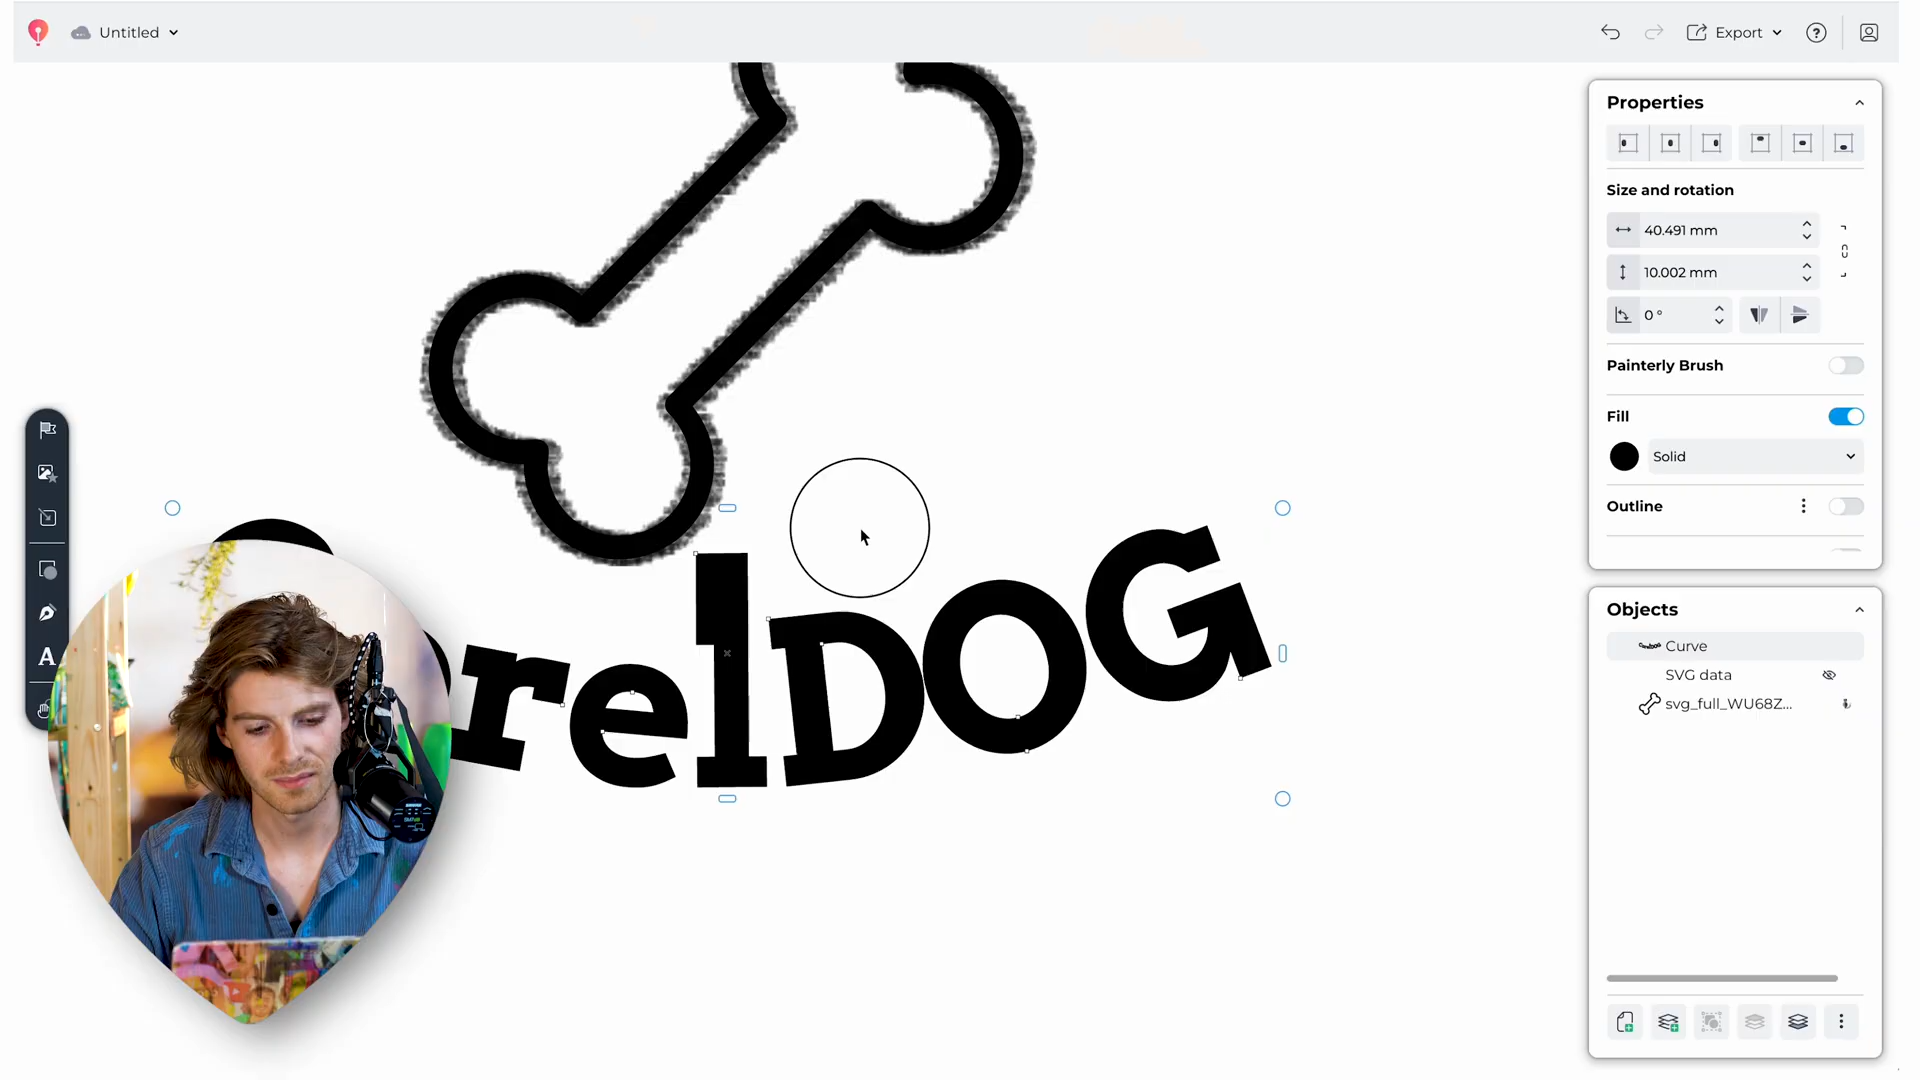 Untitled
Export
?
Properties
Size and rotation
40.491 mm
10.002 mm
0 °
Painterly Brush
Fill
Solid
Outline
relDOG
A
Objects
Curve
SVG data
svg_full_WU68Z...